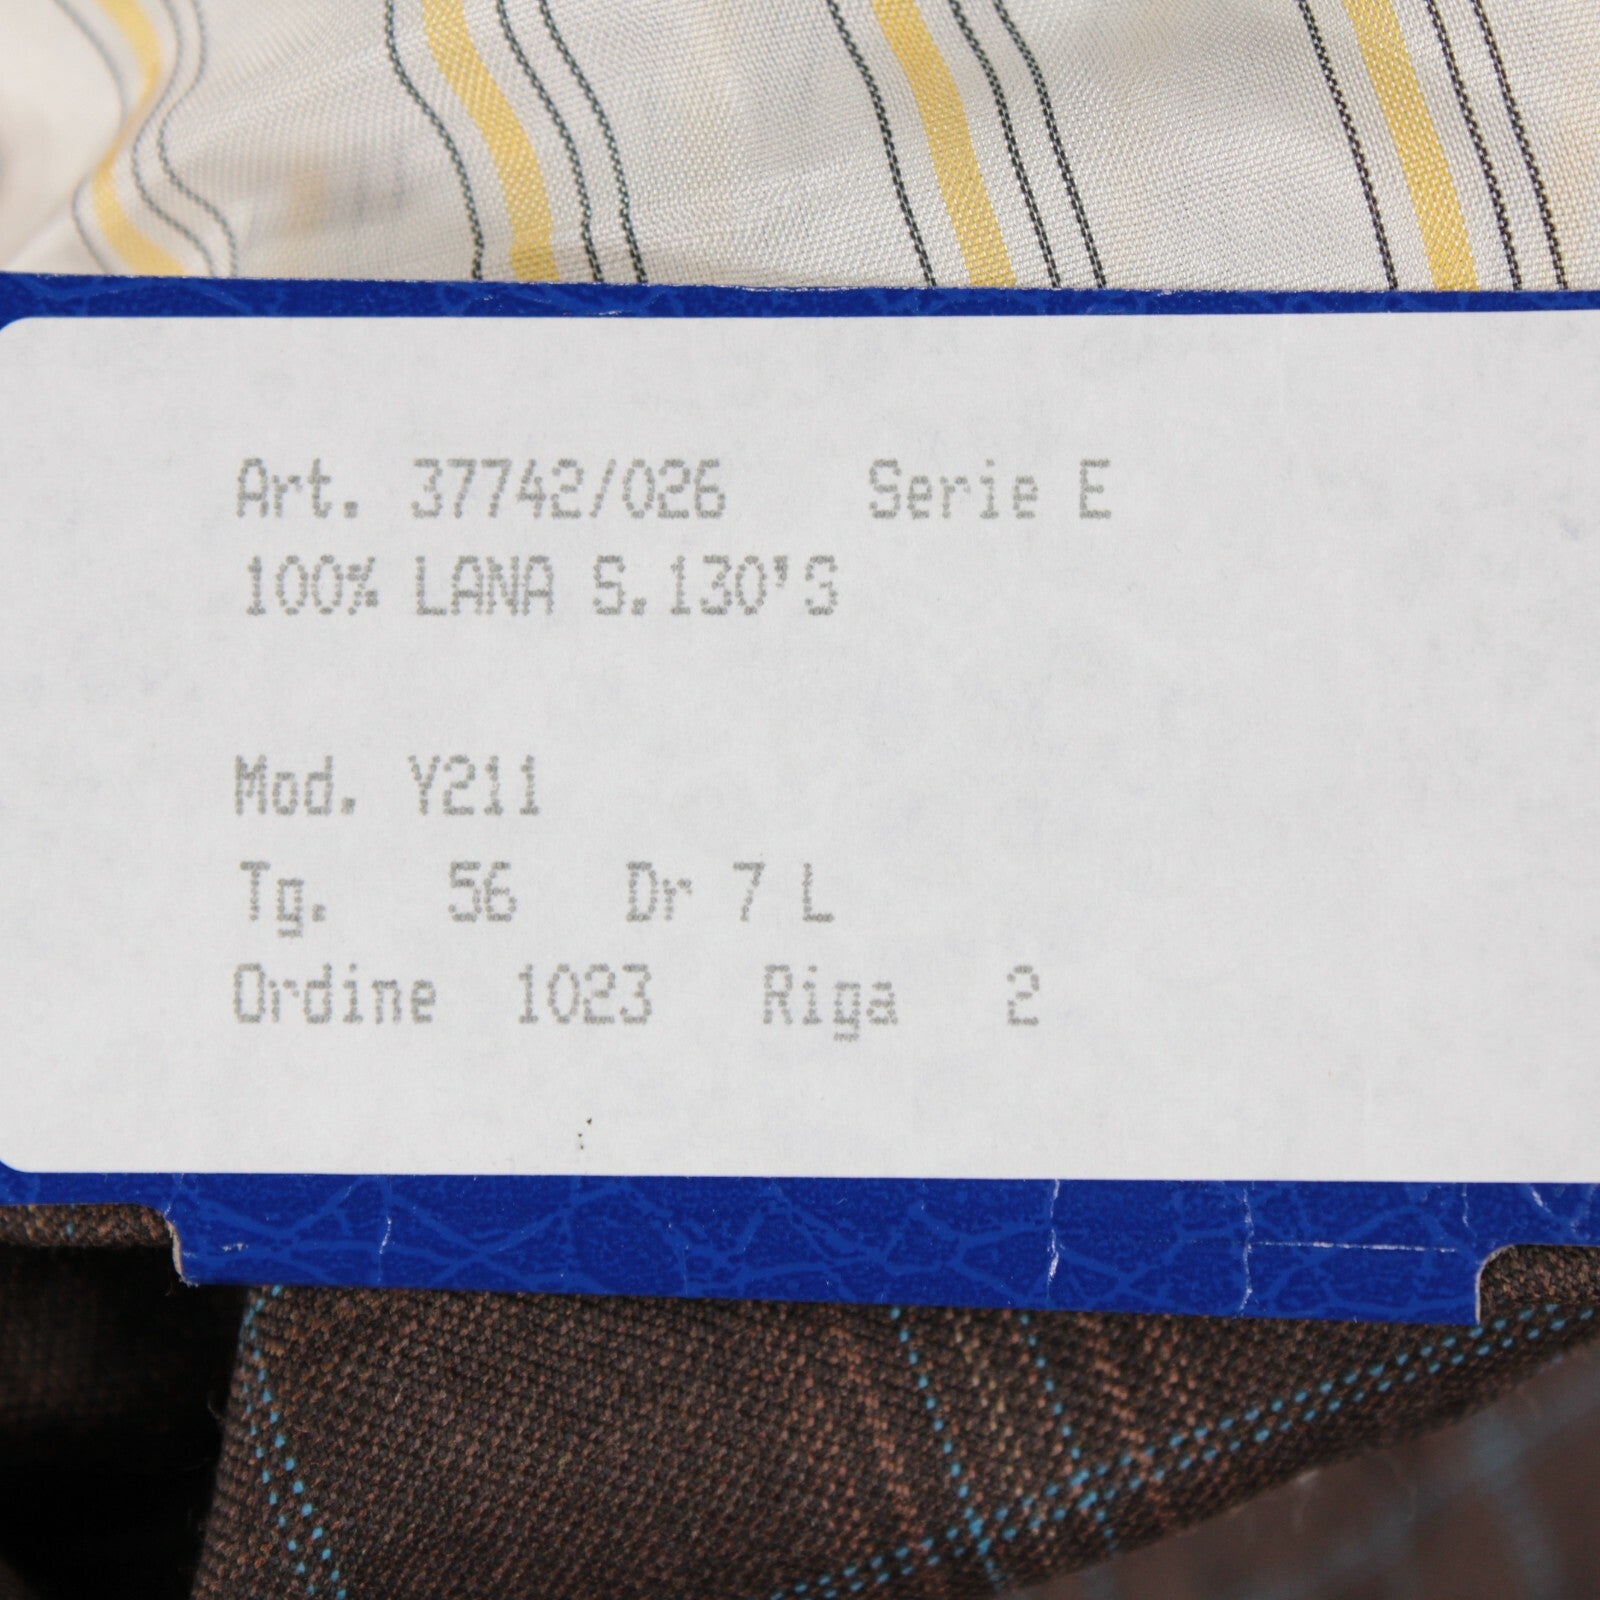 Art. 37742/026 Serie E
100% LANA S.130'S
Mod. Y211
Tg. 56 Dr 7 L
Ordine 1023 Riga 2